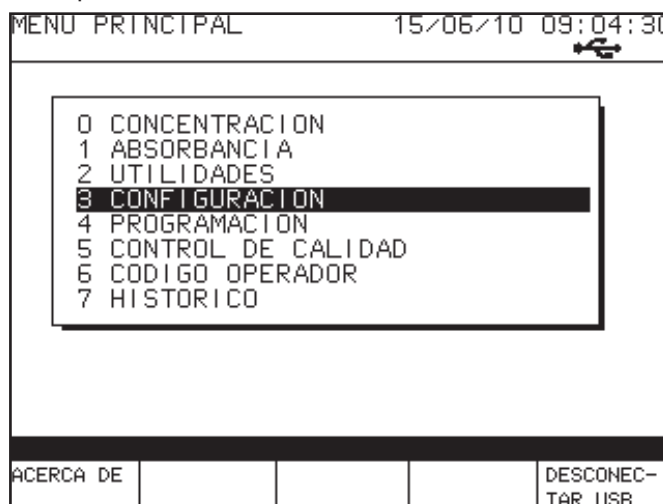 MENU PRINCIPAL 15/06/10 09:04:30
0 CONCENTRACION
1 ABSORBANCIA
2 UTILIDADES
3 CONFIGURACION
4 PROGRAMACION
5 CONTROL DE CALIDAD
6 CODIGO OPERADOR
7 HISTORICO
ACERCA DE DESCONEC-
TAR USB